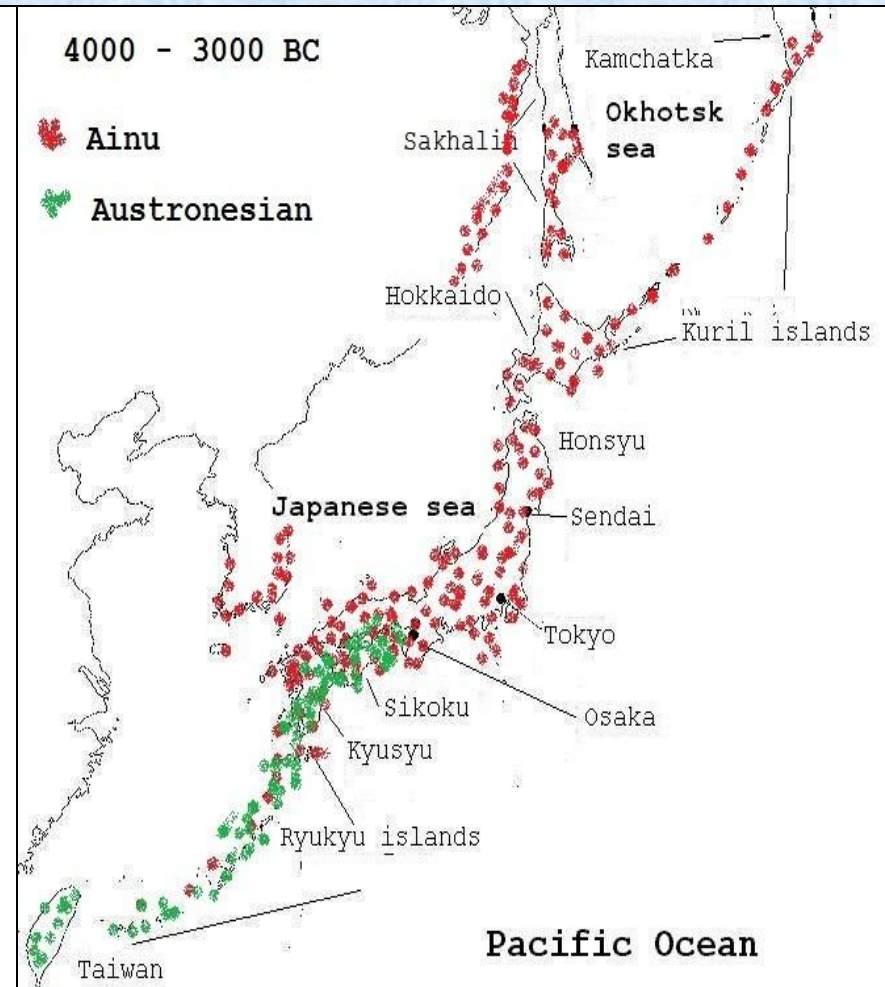 4000 - 3000 BC
Kamchatka
Ainu
Okhotsk
sea
Sakhalin
Austronesian
Hokkaido
Kuril islands
Honsyu
Japanese sea
Sendai
Tokyo
Sikoku
Osaka
Kyusyu
Ryukyu islands
Pacific Ocean
Taiwan